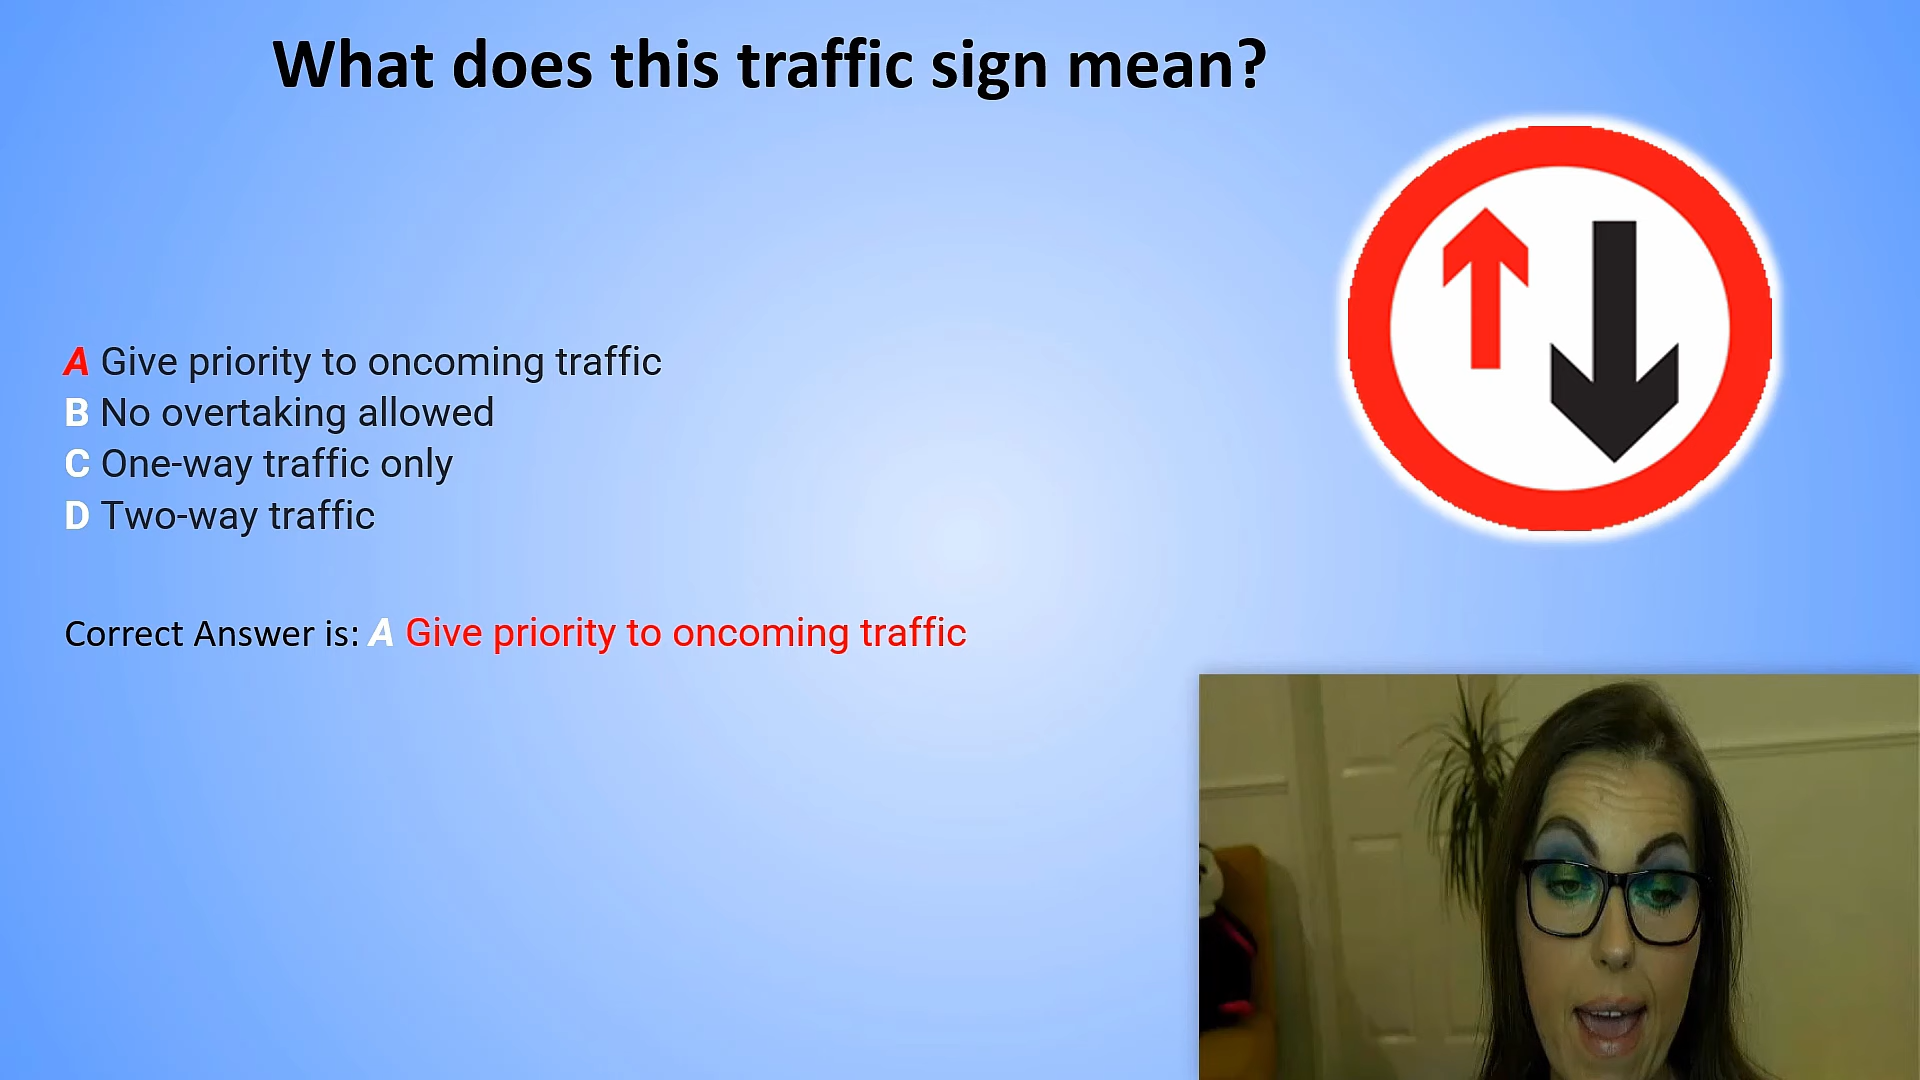 What does this traffic sign mean?
A Give priority to oncoming traffic
B No overtaking allowed
C One-way traffic only
D Two-way traffic
Correct Answer is: A Give priority to oncoming traffic